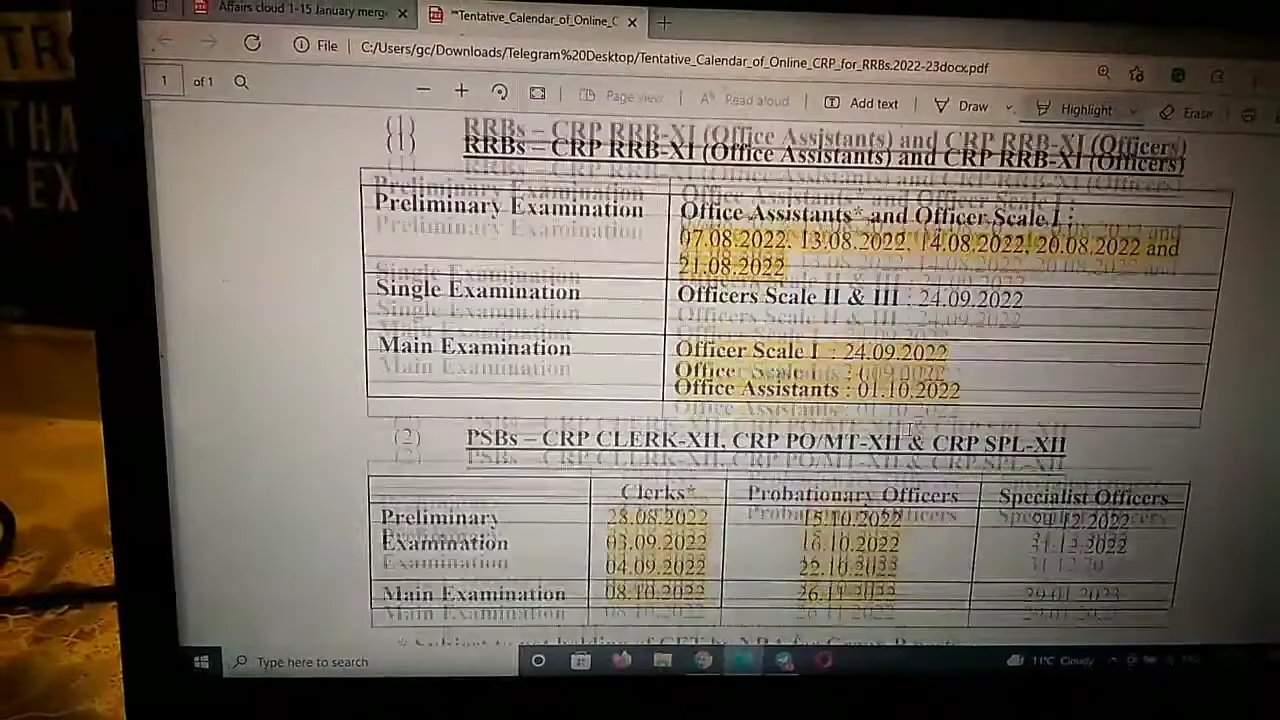 TR
THA
EX
Affairs cloud 1-15 January merg
Tentative_Calendar_of_Online_C
File
C:/Users/gc/Downloads/Telegram%20Desktop/Tentative_Calendar_of_Online_CRP_for_RRBs.2022-23docx.pdf
1 of 1
Page view
Read aloud
Add text
Draw
Highlight
Erase
RRBs – CRP RRB-XI (Office Assistants) and CRP RRB-XI (Officers)
Preliminary Examination
Office Assistants* and Officer Scale I :
07.08.2022, 13.08.2022, 14.08.2022, 20.08.2022 and
21.08.2022
Single Examination
Officers Scale II & III : 24.09.2022
Main Examination
Officer Scale I : 24.09.2022
Office Assistants : 01.10.2022
(2) PSBs – CRP CLERK-XII, CRP PO/MT-XII & CRP SPL-XII
Clerks* Probationary Officers Specialist Officers
Preliminary 28.08.2022 15.10.2022
Examination 03.09.2022 16.10.2022 31.12.2022
04.09.2022 22.10.2022
Main Examination 08.10.2022 26.11.2022 29.01.2023
Type here to search
11°C Cloudy